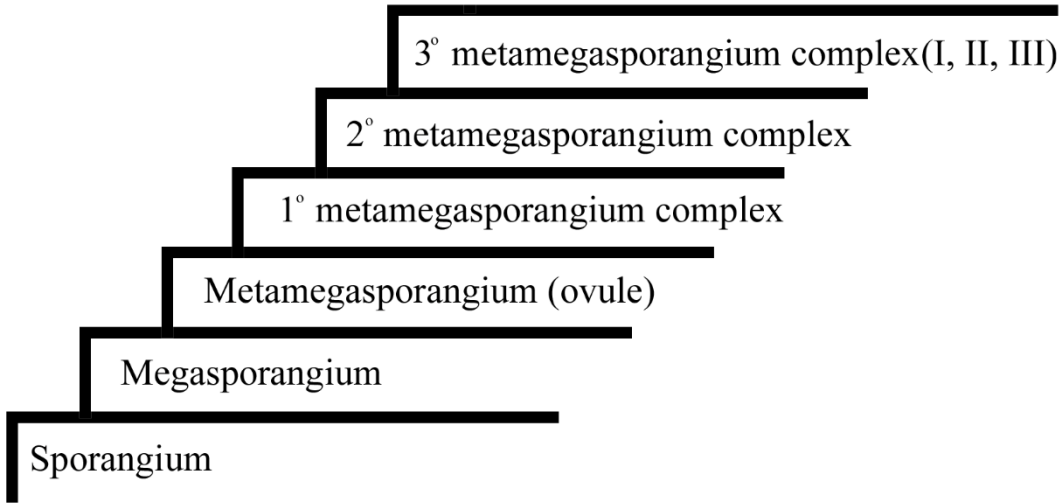 3° metamegasporangium complex(I, II, III)
2° metamegasporangium complex
1° metamegasporangium complex
Metamegasporangium (ovule)
Megasporangium
Sporangium